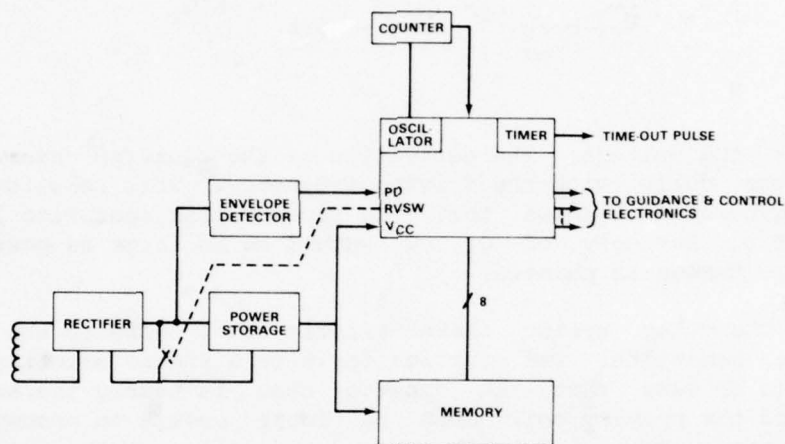 COUNTER
OSCIL-
LATOR
TIMER
TIME-OUT PULSE
PD
RVSW
VCC
TO GUIDANCE & CONTROL
ELECTRONICS
ENVELOPE
DETECTOR
RECTIFIER
POWER
STORAGE
8
MEMORY